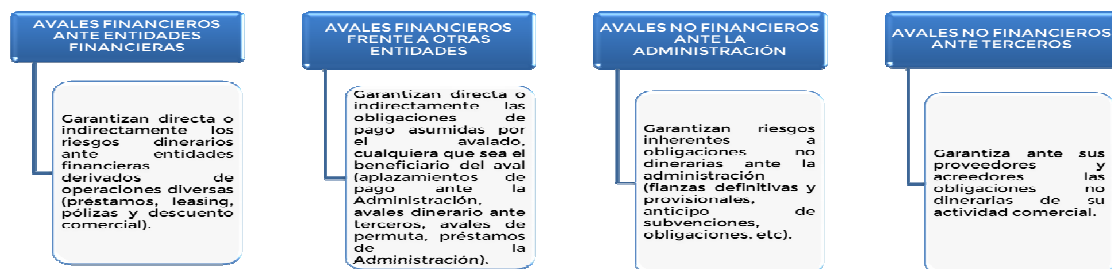 AVALES FINANCIEROS
ANTE ENTIDADES
FINANCIERAS
Garantizan directa o
indirectamente los
riesgos dinerarios
ante entidades
financieras
derivados de
operaciones diversas
(préstamos, leasing,
pólizas y descuento
comercial).
AVALES FINANCIEROS
FRENTE A OTRAS
ENTIDADES
Garantizan directa o
indirectamente las
obligaciones de
pago asumidas por
el avalado,
cualquiera que sea el
beneficiario del aval
(aplazamientos de
pago ante la
Administración,
avales dinerario ante
terceros, avales de
permuta, préstamos
de la
Administración).
AVALES NO FINANCIEROS
ANTE LA
ADMINISTRACIÓN
Garantizan riesgos
inherentes a
obligaciones no
dinerarias ante la
administración
(fianzas definitivas y
provisionales,
anticipo de
subvenciones,
obligaciones, etc).
AVALES NO FINANCIEROS
ANTE TERCEROS
Garantiza ante sus
proveedores y
acreedores las
obligaciones no
dinerarias de su
actividad comercial.